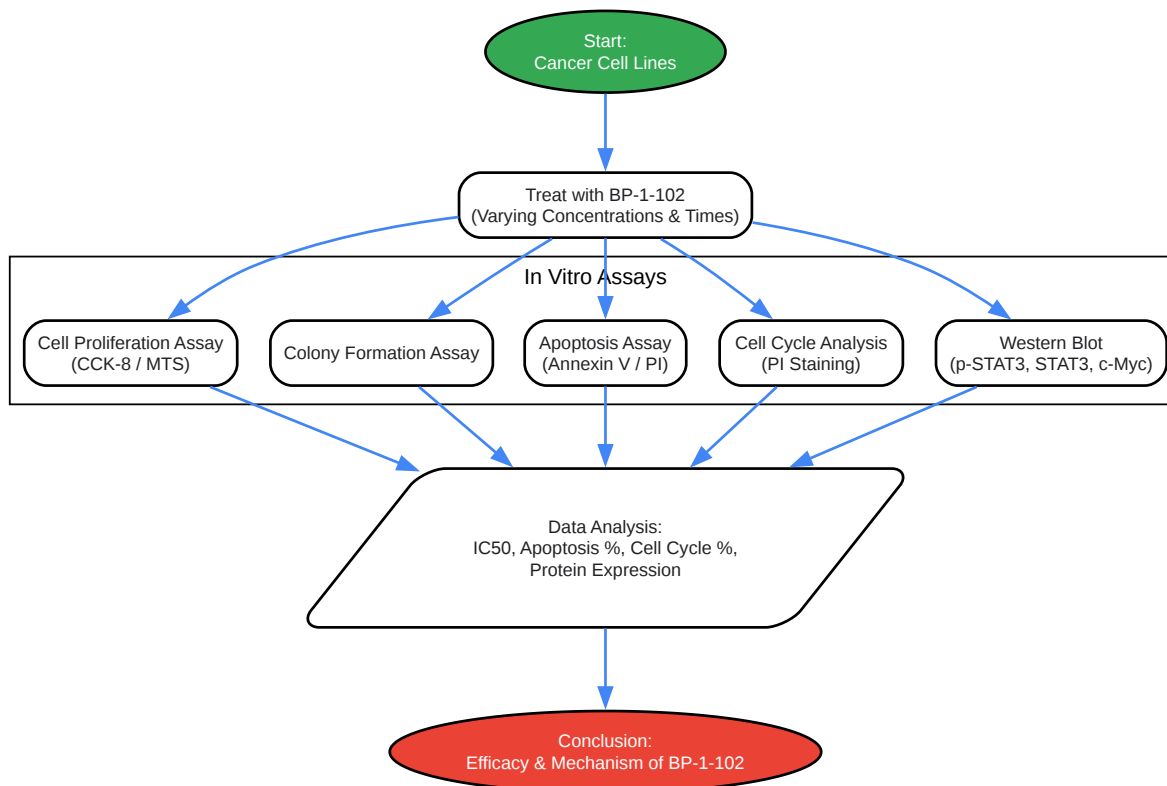 Start:
Cancer Cell Lines
Treat with BP-1-102
(Varying Concentrations & Times)
In Vitro Assays
Cell Proliferation Assay
(CCK-8 / MTS)
Colony Formation Assay
Apoptosis Assay
(Annexin V / PI)
Cell Cycle Analysis
(PI Staining)
Western Blot
(p-STAT3, STAT3, c-Myc)
Data Analysis:
IC50, Apoptosis %, Cell Cycle %,
Protein Expression
Conclusion:
Efficacy & Mechanism of BP-1-102